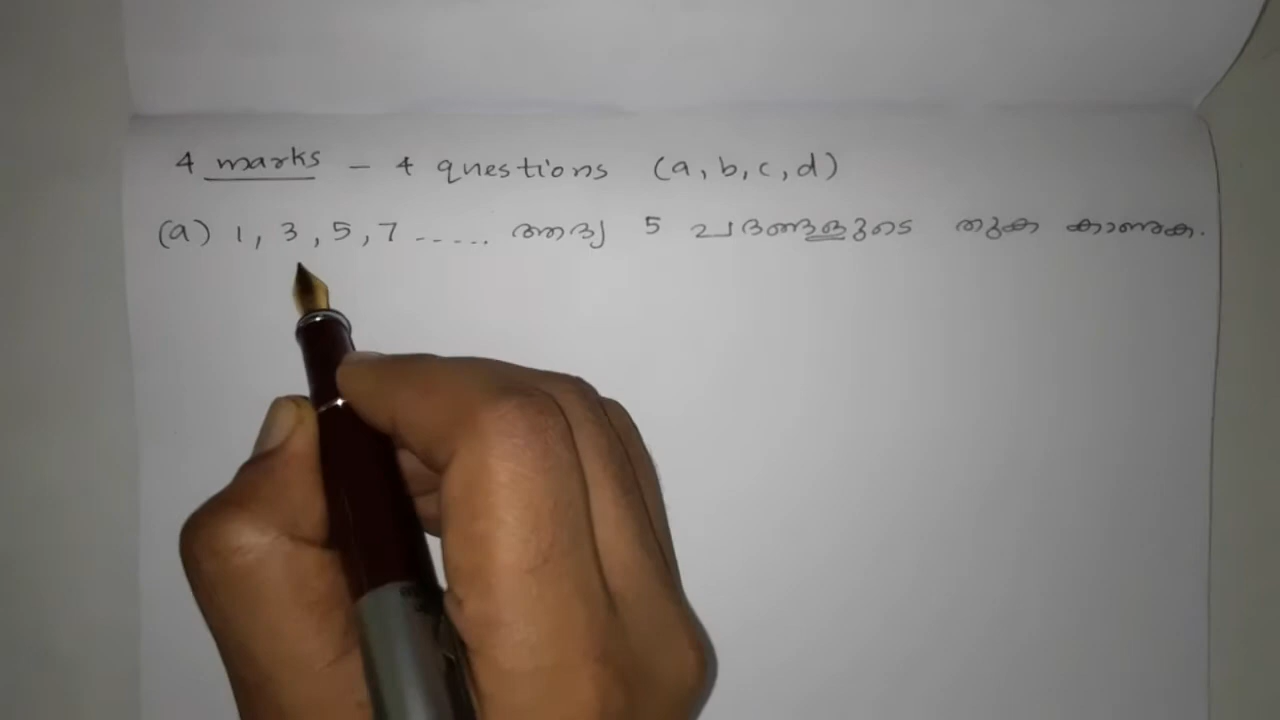 4 marks – 4 questions (a, b, c, d)
(a) 1, 3, 5, 7 ..... ആദ്യ 5 പദങ്ങളുടെ തുക കാണുക.